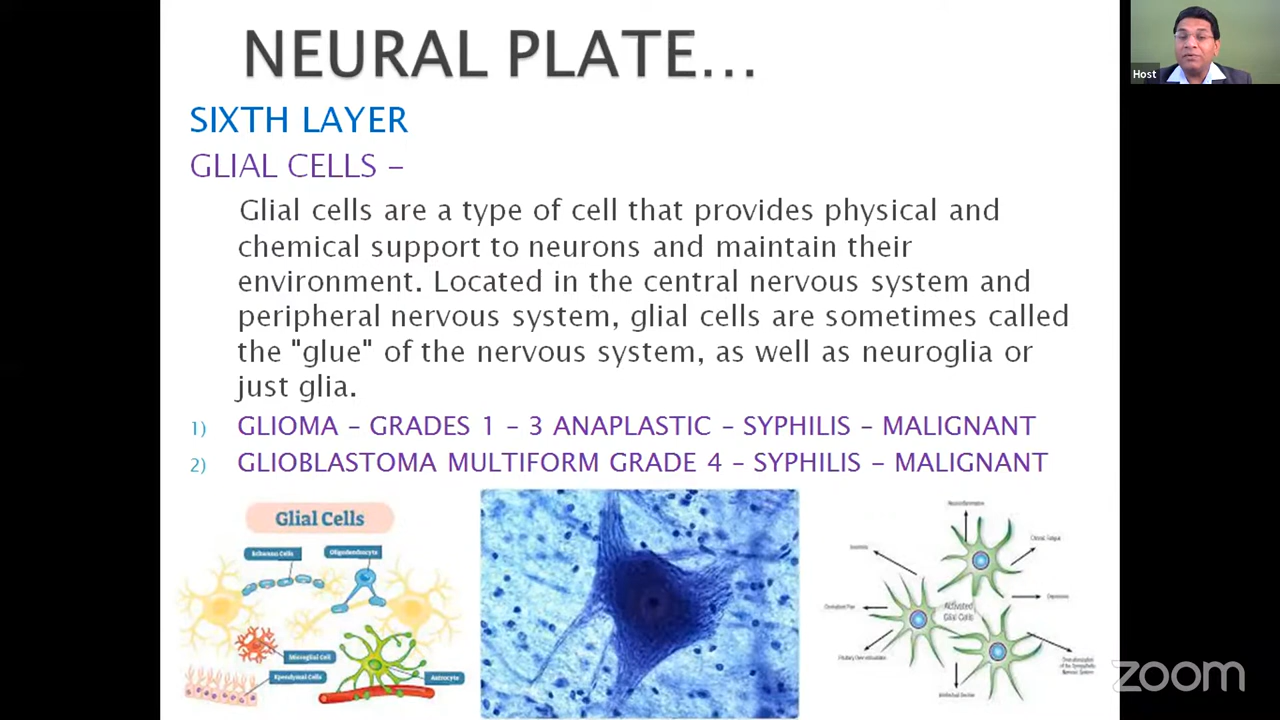 NEURAL PLATE...
Host
SIXTH LAYER
GLIAL CELLS –
Glial cells are a type of cell that provides physical and
chemical support to neurons and maintain their
environment. Located in the central nervous system and
peripheral nervous system, glial cells are sometimes called
the "glue" of the nervous system, as well as neuroglia or
just glia.
1) GLIOMA – GRADES 1 – 3 ANAPLASTIC – SYPHILIS – MALIGNANT
2) GLIOBLASTOMA MULTIFORM GRADE 4 – SYPHILIS – MALIGNANT
Glial Cells
Oligodendrocyte
Microglial Cell
Ependymal Cells
Astrocyte
Activated
Glial Cells
Depression
zoom